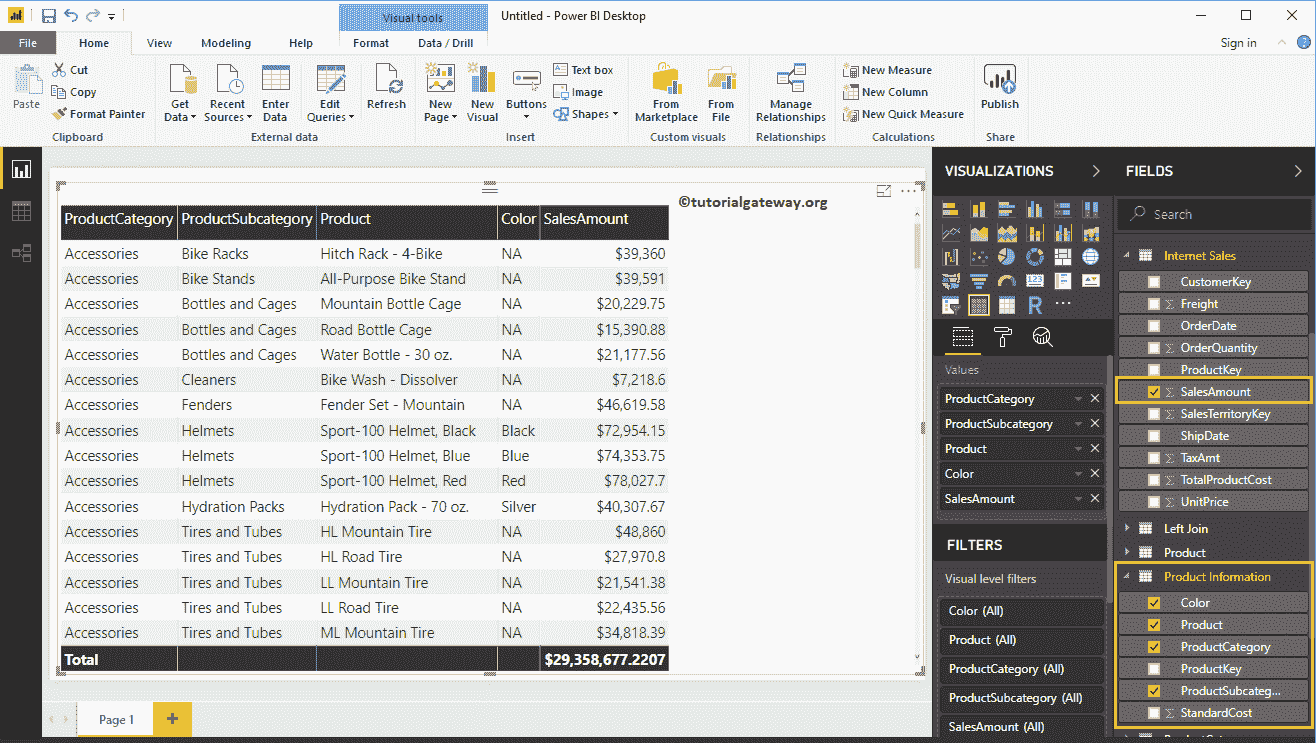 Visual tools
Untitled - Power BI Desktop
File Home View Modeling Help Format Data / Drill Sign in
Paste
Cut
Copy
Format Painter
Clipboard
Get Data
Recent Sources
Enter Data
Edit Queries
External data
Refresh
New Page
New Visual
Buttons
Text box
Image
Shapes
Insert
From Marketplace
From File
Custom visuals
Manage Relationships
Relationships
New Measure
New Column
New Quick Measure
Calculations
Publish
Share
©tutorialgateway.org
ProductCategory ProductSubcategory Product Color SalesAmount
Accessories Bike Racks Hitch Rack - 4-Bike NA $39,360
Accessories Bike Stands All-Purpose Bike Stand NA $39,591
Accessories Bottles and Cages Mountain Bottle Cage NA $20,229.75
Accessories Bottles and Cages Road Bottle Cage NA $15,390.88
Accessories Bottles and Cages Water Bottle - 30 oz. NA $21,177.56
Accessories Cleaners Bike Wash - Dissolver NA $7,218.6
Accessories Fenders Fender Set - Mountain NA $46,619.58
Accessories Helmets Sport-100 Helmet, Black Black $72,954.15
Accessories Helmets Sport-100 Helmet, Blue Blue $74,353.75
Accessories Helmets Sport-100 Helmet, Red Red $78,027.7
Accessories Hydration Packs Hydration Pack - 70 oz. Silver $40,307.67
Accessories Tires and Tubes HL Mountain Tire NA $48,860
Accessories Tires and Tubes HL Road Tire NA $27,970.8
Accessories Tires and Tubes LL Mountain Tire NA $21,541.38
Accessories Tires and Tubes LL Road Tire NA $22,435.56
Accessories Tires and Tubes ML Mountain Tire NA $34,818.39
Total $29,358,677.2207
Page 1
VISUALIZATIONS
123
R
Values
ProductCategory
ProductSubcategory
Product
Color
SalesAmount
FILTERS
Visual level filters
Color (All)
Product (All)
ProductCategory (All)
ProductSubcategory (All)
SalesAmount (All)
FIELDS
Search
Internet Sales
CustomerKey
Σ Freight
OrderDate
Σ OrderQuantity
ProductKey
Σ SalesAmount
Σ SalesTerritoryKey
ShipDate
Σ TaxAmt
Σ TotalProductCost
Σ UnitPrice
Left Join
Product
Product Information
Color
Product
ProductCategory
ProductKey
ProductSubcateg...
Σ StandardCost